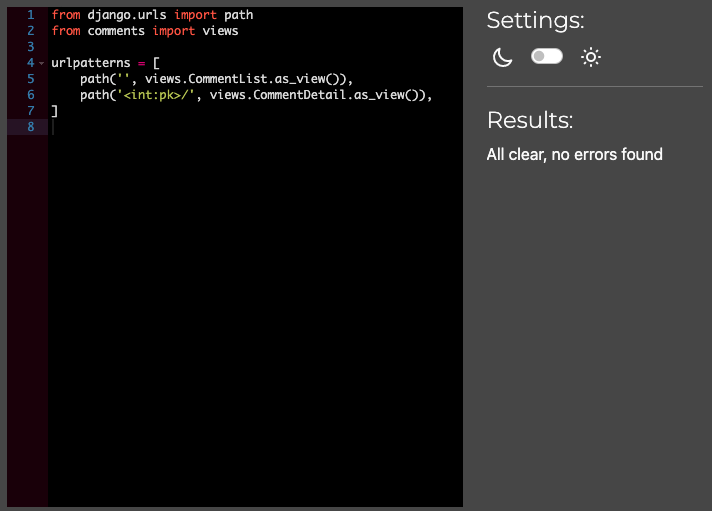 1 from django.urls import path
2 from comments import views
3
4 urlpatterns = [
5     path('', views.CommentList.as_view()),
6     path('<int:pk>/', views.CommentDetail.as_view()),
7 ]
8
Settings:
Results:
All clear, no errors found